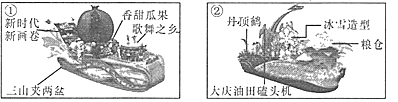 ①
新时代
新画卷
香甜瓜果
歌舞之乡
三山夹两盆
②
丹顶鹤
冰雪造型
粮仓
大庆油田磕头机